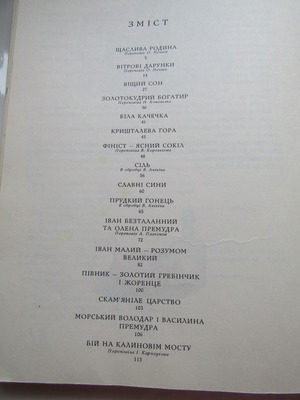 ЗМІСТ
ЩАСЛИВА РОДИНА
5
ВІТРОВІ ДАРУНКИ
14
ВІЩИЙ СОН
27
ЗОЛОТОКУДРИЙ БОГАТИР
36
БІЛА КАЧЕЧКА
41
КРИШТАЛЕВА ГОРА
45
ФІНІСТ — ЯСНИЙ СОКІЛ
48
СІЛЬ
56
СЛАВНІ СИНИ
60
ПРУДКИЙ ГОНЕЦЬ
65
ІВАН БЕЗТАЛАННИЙ
ТА ОЛЕНА ПРЕМУДРА
72
ІВАН МАЛИЙ — РОЗУМОМ
ВЕЛИКИЙ
82
ПІВНИК — ЗОЛОТИЙ ГРЕБІНЧИК
І ЖОРЕНЦЕ
100
СКАМ'ЯНІЛЕ ЦАРСТВО
103
МОРСЬКИЙ ВОЛОДАР І ВАСИЛИНА
ПРЕМУДРА
106
БІЙ НА КАЛИНОВІМ МОСТУ
113